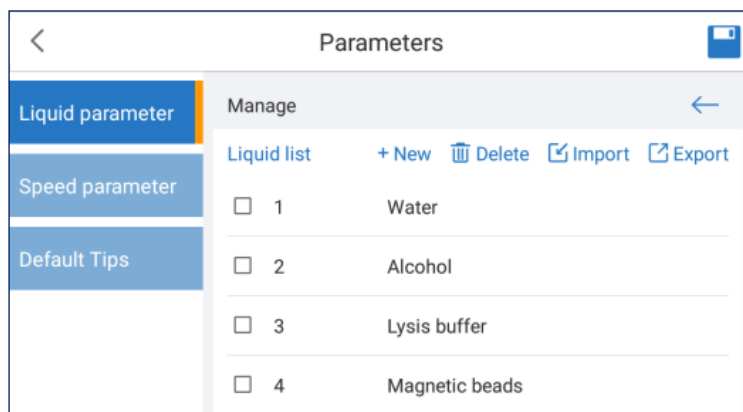 Parameters
Liquid parameter
Speed parameter
Default Tips
Manage
Liquid list + New Delete Import Export
1 Water
2 Alcohol
3 Lysis buffer
4 Magnetic beads